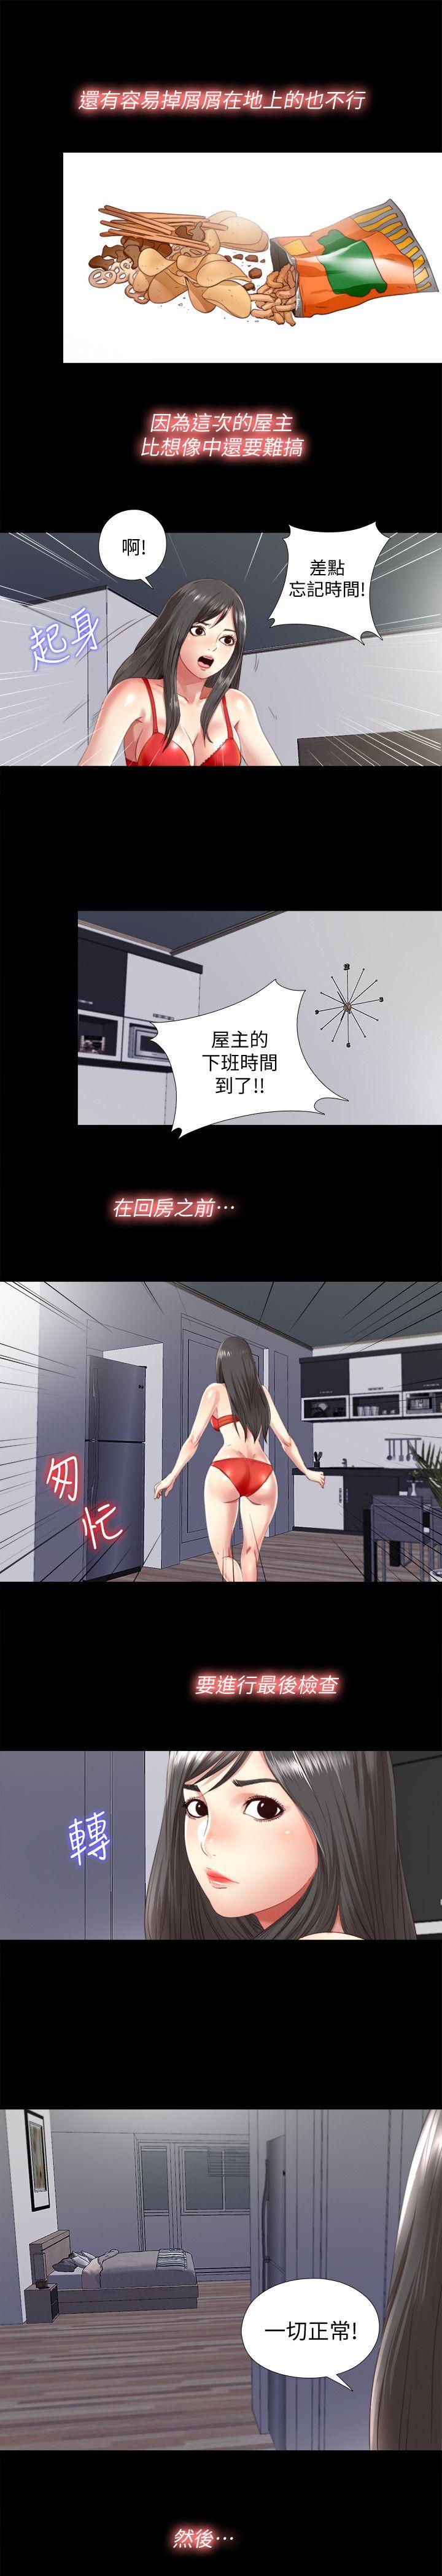 還有容易掉屑屑在地上的也不行
因為這次的屋主
比想像中還要難搞
啊!
差點
忘記時間!
起身
屋主的
下班時間
到了!!
在回房之前…
匆
忙
要進行最後檢查
轉
一切正常!
然後…